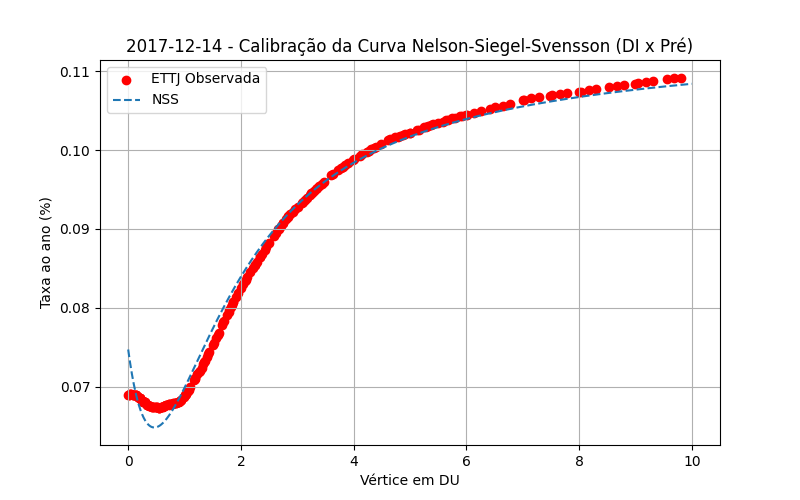 2017-12-14 - Calibração da Curva Nelson-Siegel-Svensson (DI x Pré)
ETTJ Observada
NSS
0.11
0.10
0.09
0.08
0.07
Taxa ao ano (%)
0 2 4 6 8 10
Vértice em DU